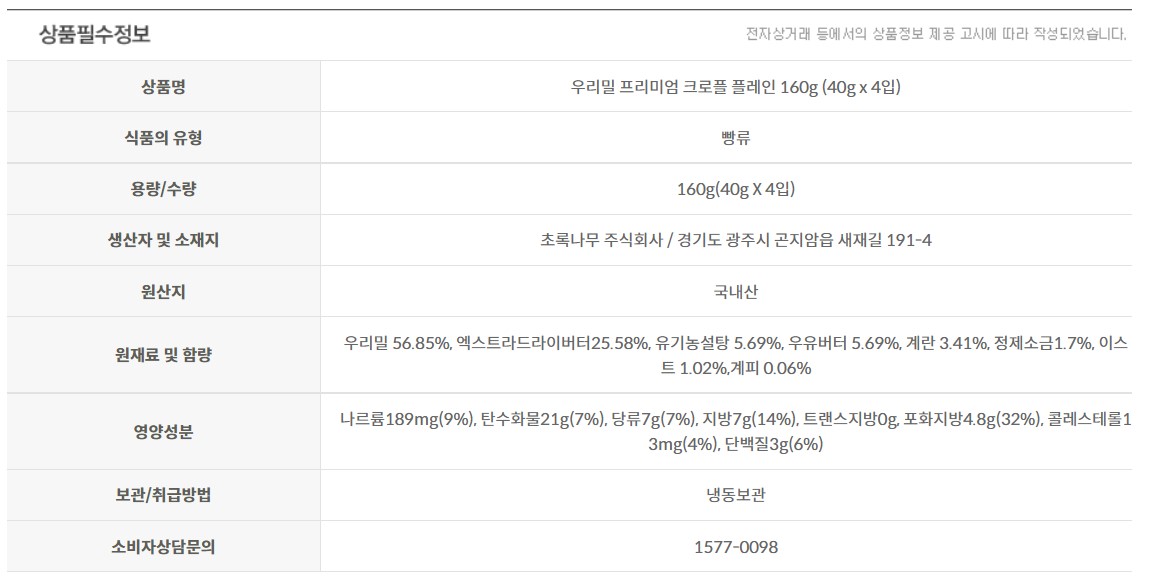 상품필수정보
전자상거래 등에서의 상품정보 제공 고시에 따라 작성되었습니다.
상품명
우리밀 프리미엄 크로플 플레인 160g (40g x 4입)
식품의 유형
빵류
용량/수량
160g(40g X 4입)
생산자 및 소재지
초록나무 주식회사 / 경기도 광주시 곤지암읍 새재길 191-4
원산지
국내산
원재료 및 함량
우리밀 56.85%, 엑스트라드라이버터25.58%, 유기농설탕 5.69%, 우유버터 5.69%, 계란 3.41%, 정제소금1.7%, 이스
트 1.02%,계피 0.06%
영양성분
나르륨189mg(9%), 탄수화물21g(7%), 당류7g(7%), 지방7g(14%), 트랜스지방0g, 포화지방4.8g(32%), 콜레스테롤1
3mg(4%), 단백질3g(6%)
보관/취급방법
냉동보관
소비자상담문의
1577-0098